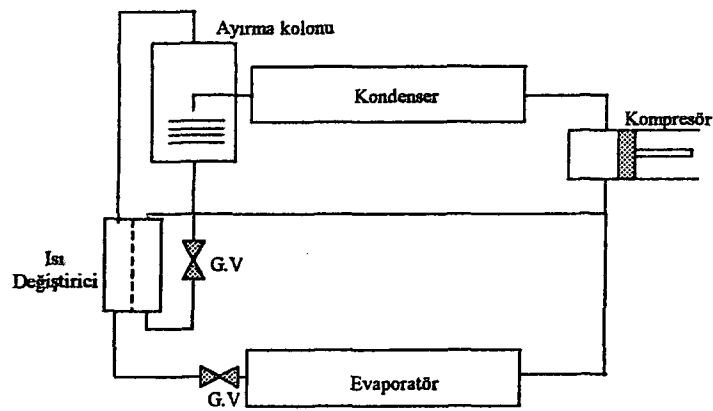 Ayırma kolonu
Kondenser
Kompresör
Isı
Değiştirici
G.V
G.V
Evaporatör